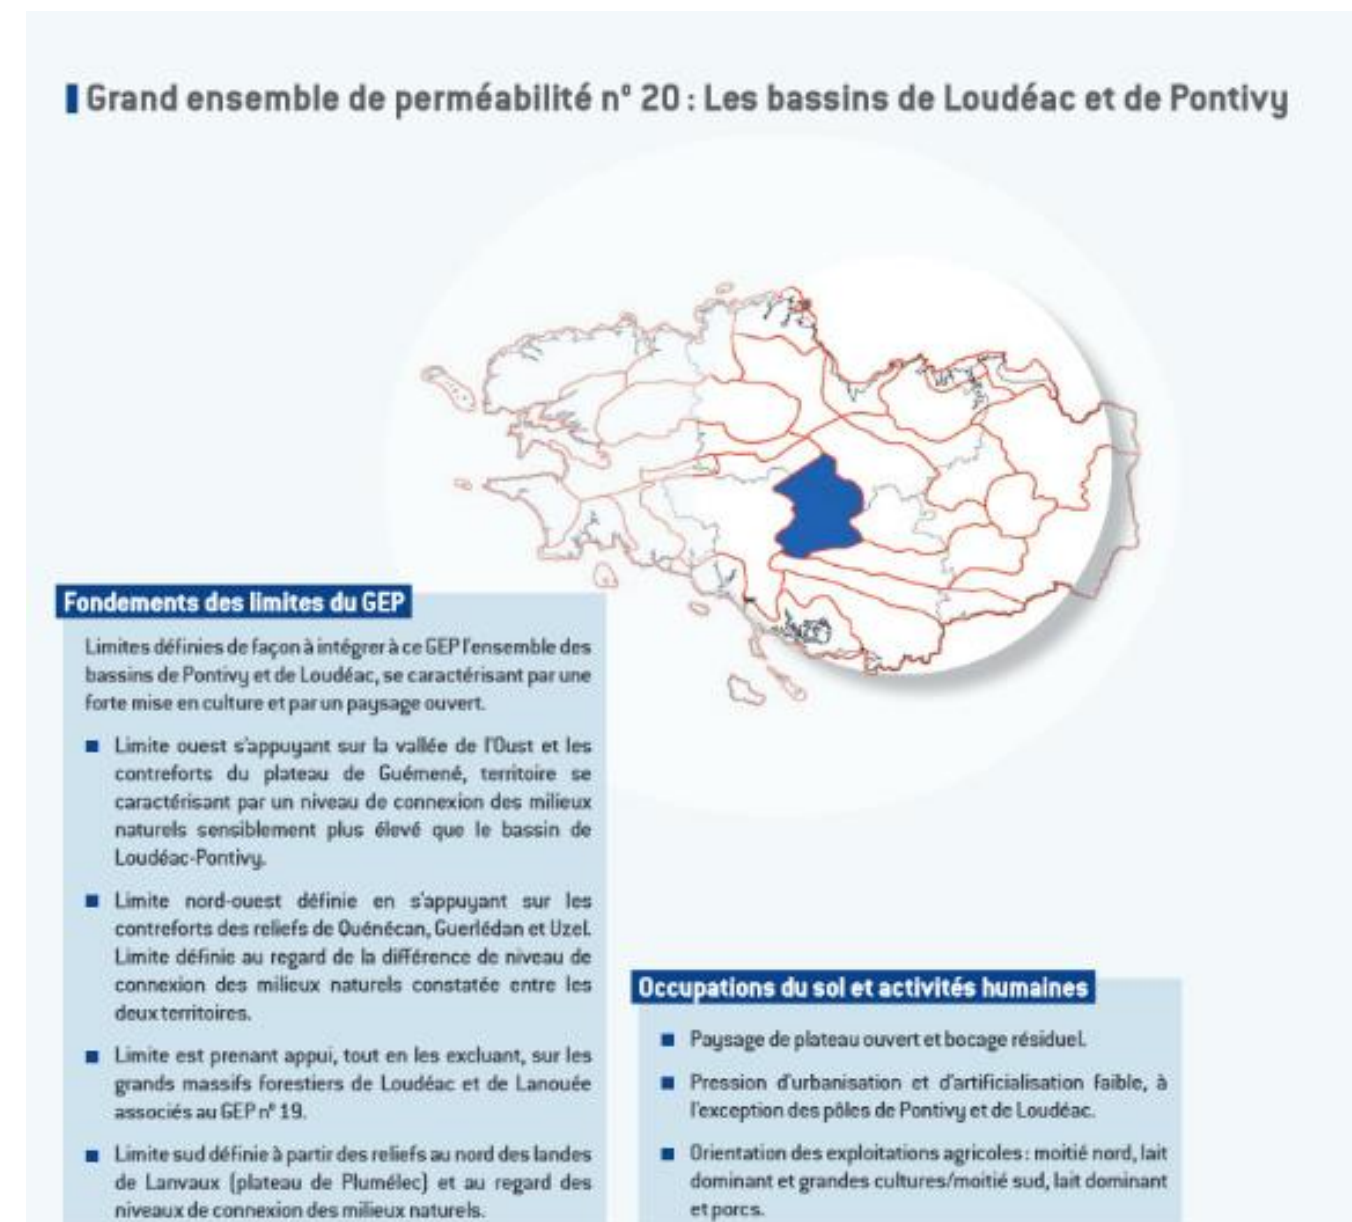 Grand ensemble de perméabilité n° 20 : Les bassins de Loudéac et de Pontivy
Fondements des limites du GEP
Limites définies de façon à intégrer à ce GEP l'ensemble des
bassins de Pontivy et de Loudéac, se caractérisant par une
forte mise en culture et par un paysage ouvert.
■ Limite ouest s'appuyant sur la vallée de l'Oust et les
contreforts du plateau de Guémené, territoire se
caractérisant par un niveau de connexion des milieux
naturels sensiblement plus élevé que le bassin de
Loudéac-Pontivy.
■ Limite nord-ouest définie en s'appuyant sur les
contreforts des reliefs de Quénécan, Guerlédan et Uzel.
Limite définie au regard de la différence de niveau de
connexion des milieux naturels constatée entre les
deux territoires.
■ Limite est prenant appui, tout en les excluant, sur les
grands massifs forestiers de Loudéac et de Lanouée
associés au GEP n° 19.
■ Limite sud définie à partir des reliefs au nord des landes
de Lanvaux (plateau de Plumélec) et au regard des
niveaux de connexion des milieux naturels.
Occupations du sol et activités humaines
■ Paysage de plateau ouvert et bocage résiduel.
■ Pression d'urbanisation et d'artificialisation faible, à
l'exception des pôles de Pontivy et de Loudéac.
■ Orientation des exploitations agricoles : moitié nord, lait
dominant et grandes cultures/moitié sud, lait dominant
et porcs.